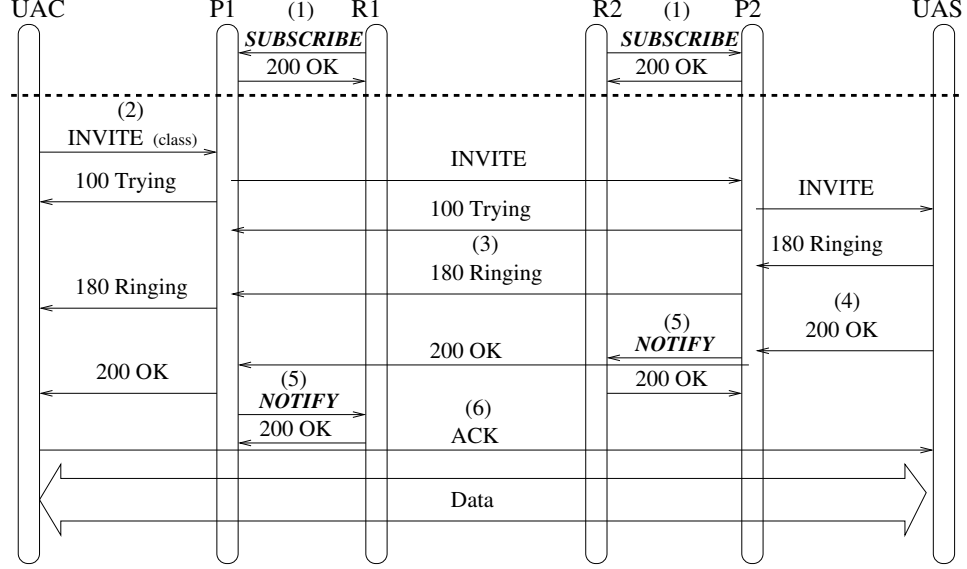 UAC P1 (1) R1 R2 (1) P2 UAS
SUBSCRIBE SUBSCRIBE
200 OK 200 OK
(2)
INVITE (class)
INVITE
100 Trying
INVITE
100 Trying
(3)
180 Ringing
180 Ringing
180 Ringing
(4)
200 OK
(5)
NOTIFY
200 OK
200 OK
200 OK
(5)
NOTIFY
200 OK
(6)
ACK
Data